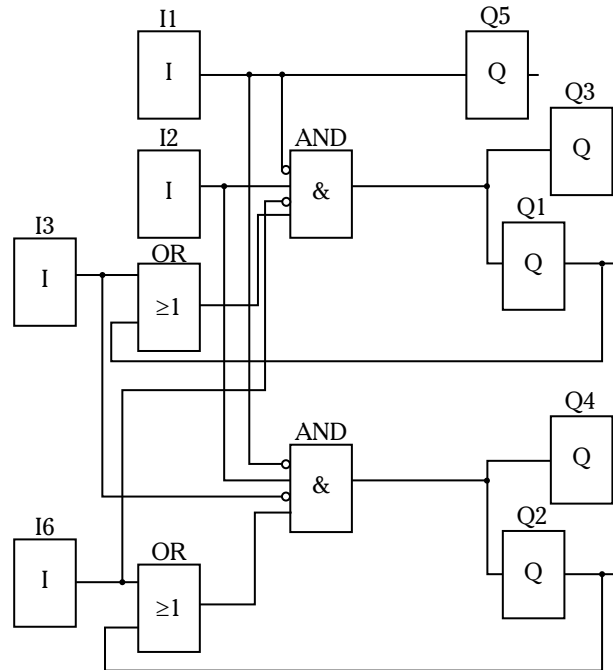 I1
I
Q5
Q
Q3
Q
I2
I
AND
&
Q1
Q
I3
I
OR
≥1
AND
&
Q4
Q
Q2
Q
I6
I
OR
≥1